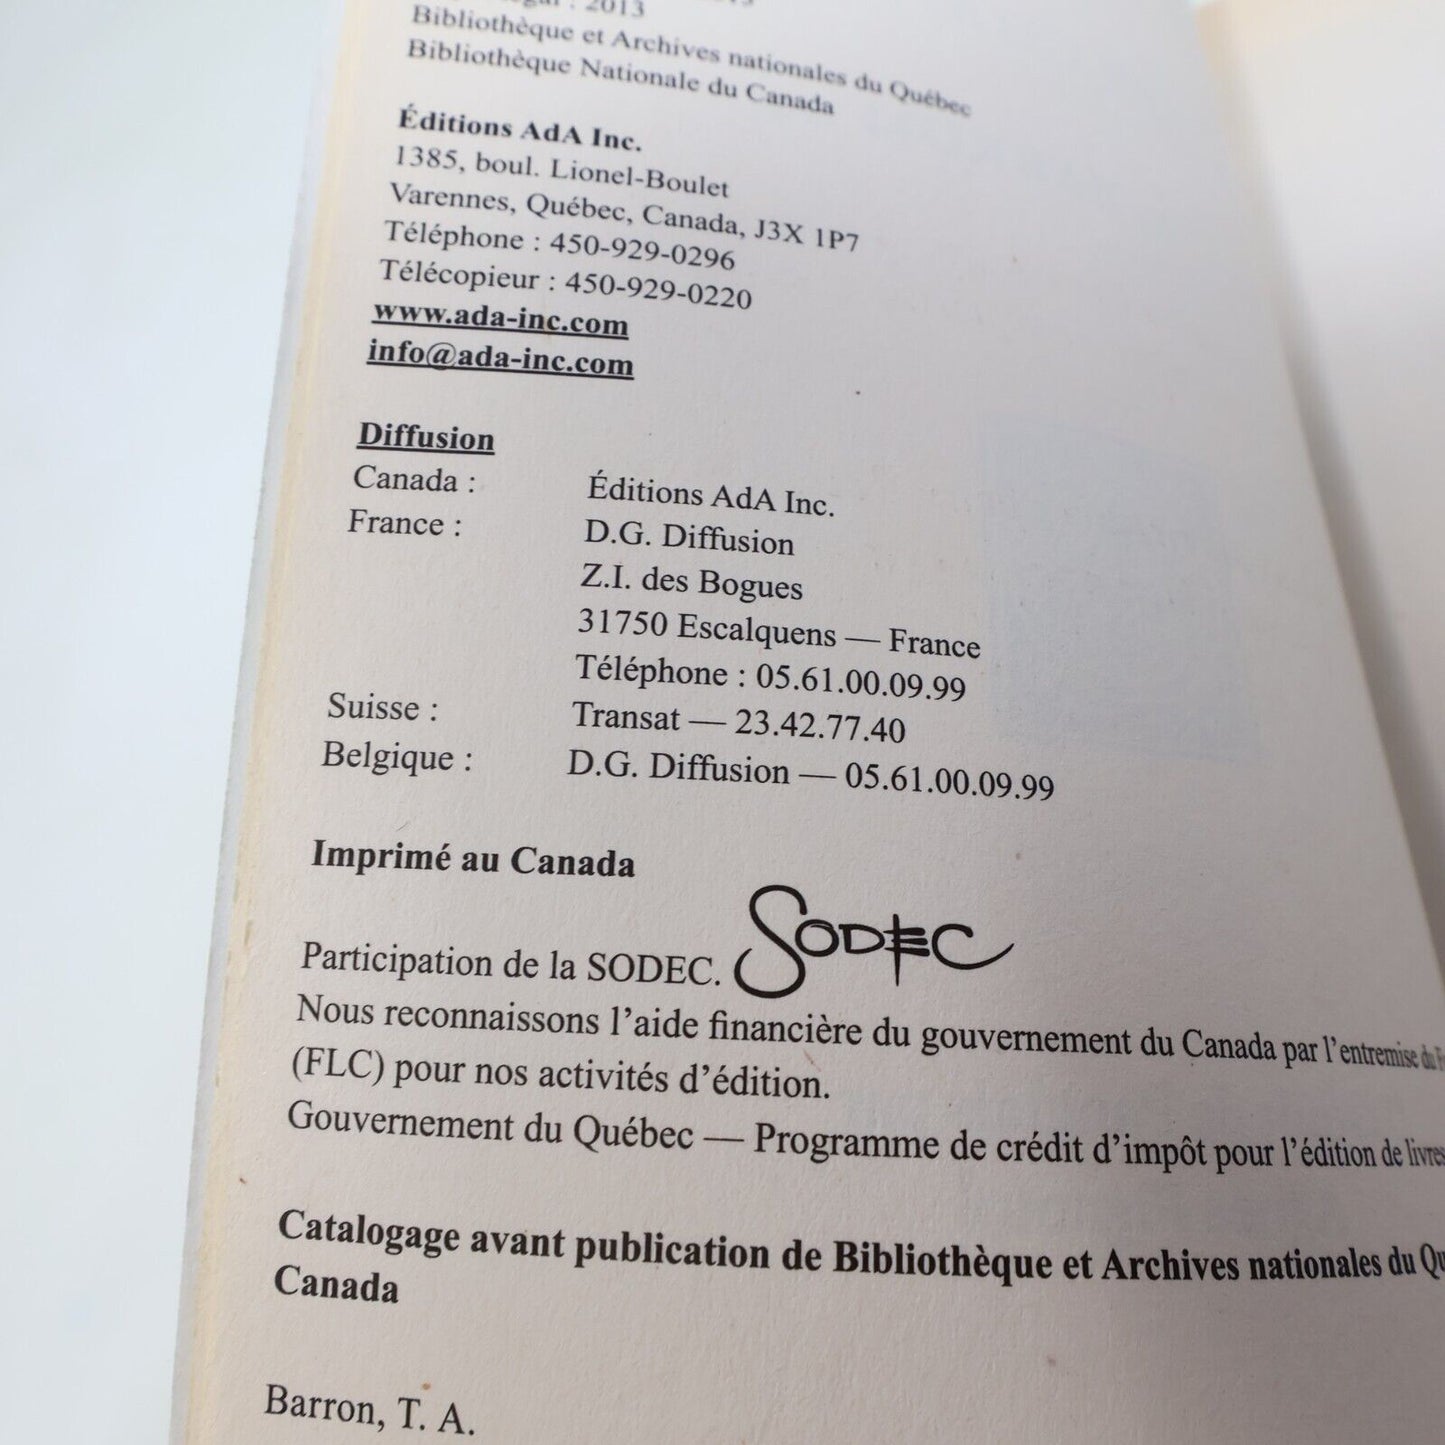 légal : 2013
Bibliothèque et Archives nationales du Québec
Bibliothèque Nationale du Canada
Éditions AdA Inc.
1385, boul. Lionel-Boulet
Varennes, Québec, Canada, J3X 1P7
Téléphone : 450-929-0296
Télécopieur : 450-929-0220
www.ada-inc.com
info@ada-inc.com
Diffusion
Canada : Éditions AdA Inc.
France : D.G. Diffusion
Z.I. des Bogues
31750 Escalquens — France
Téléphone : 05.61.00.09.99
Suisse : Transat — 23.42.77.40
Belgique : D.G. Diffusion — 05.61.00.09.99
Imprimé au Canada
Participation de la SODEC. SODEC
Nous reconnaissons l’aide financière du gouvernement du Canada par l’entremise du
(FLC) pour nos activités d’édition.
Gouvernement du Québec — Programme de crédit d’impôt pour l’édition de livres
Catalogage avant publication de Bibliothèque et Archives nationales du Qu
Canada
Barron, T. A.